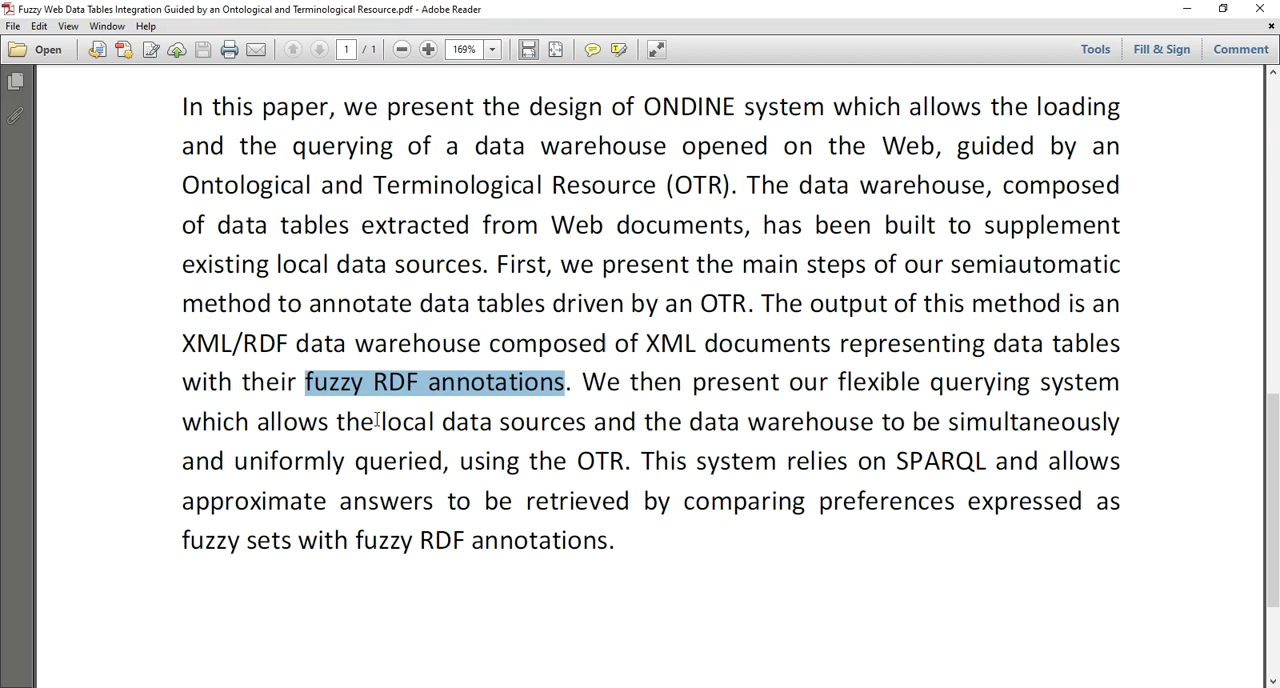 Fuzzy Web Data Tables Integration Guided by an Ontological and Terminological Resource.pdf - Adobe Reader
File Edit View Window Help
Open 1 / 1 169% Tools Fill & Sign Comment
In this paper, we present the design of ONDINE system which allows the loading
and the querying of a data warehouse opened on the Web, guided by an
Ontological and Terminological Resource (OTR). The data warehouse, composed
of data tables extracted from Web documents, has been built to supplement
existing local data sources. First, we present the main steps of our semiautomatic
method to annotate data tables driven by an OTR. The output of this method is an
XML/RDF data warehouse composed of XML documents representing data tables
with their fuzzy RDF annotations. We then present our flexible querying system
which allows the local data sources and the data warehouse to be simultaneously
and uniformly queried, using the OTR. This system relies on SPARQL and allows
approximate answers to be retrieved by comparing preferences expressed as
fuzzy sets with fuzzy RDF annotations.